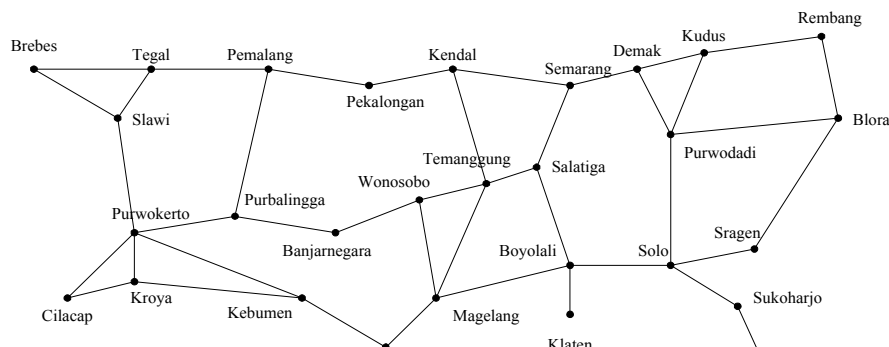 Rembang
Kudus
Brebes
Tegal
Pemalang
Kendal
Demak
Semarang
Pekalongan
Slawi
Blora
Purwodadi
Temanggung
Salatiga
Wonosobo
Purbalingga
Purwokerto
Banjarnegara
Boyolali
Solo
Sragen
Kroya
Cilacap
Kebumen
Magelang
Sukoharjo
Klaten